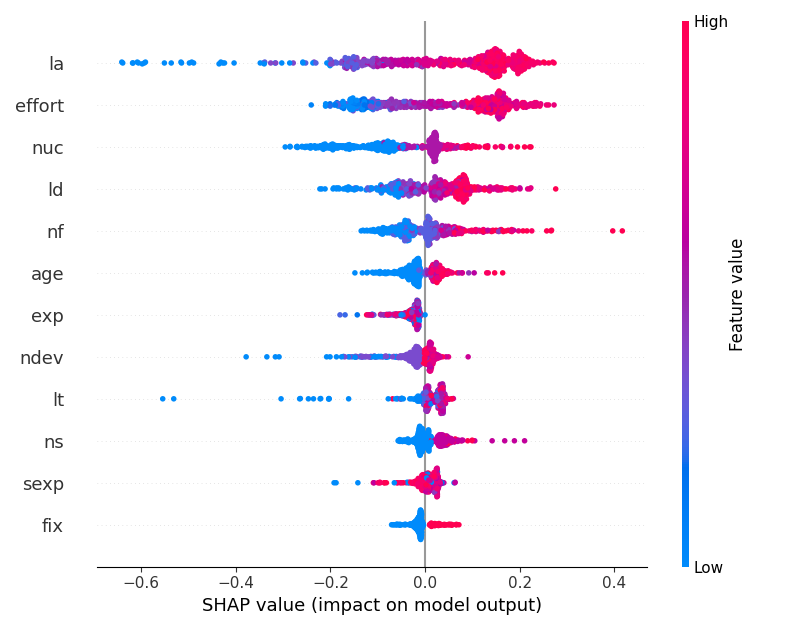 High
la
effort
nuc
ld
nf
age
exp
ndev
lt
ns
sexp
fix
Feature value
Low
−0.6 −0.4 −0.2 0.0 0.2 0.4
SHAP value (impact on model output)